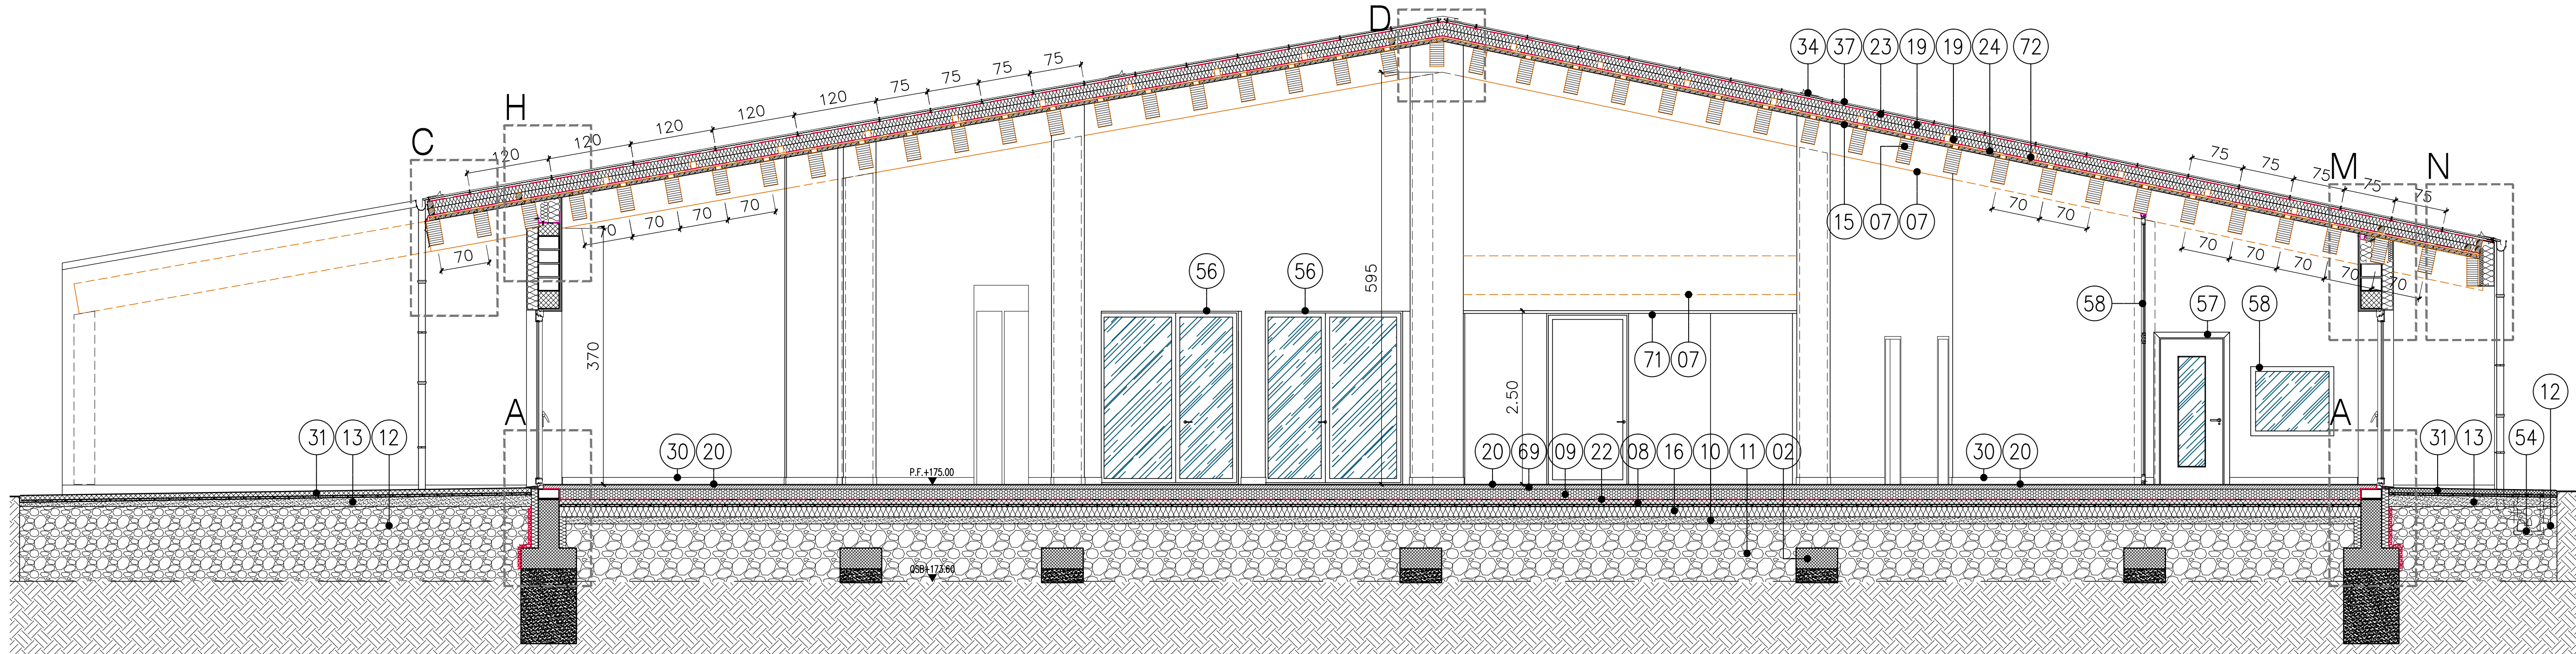 D
34 37 23 19 19 24 72
75 75 75 75
120 120 120 120 120
H
C
70
70 70 70 70
15 07 07
75 75 75 75 75
M N
70 70
70 70 70 70 70
56 56
595
58 57 58
71 07
370
2.50
12
A
A
31 13 12
30 20
P.F.+175.00
20 69 09 22 08 16 10 11 02
30 20
31 13 54
QSB+173.60